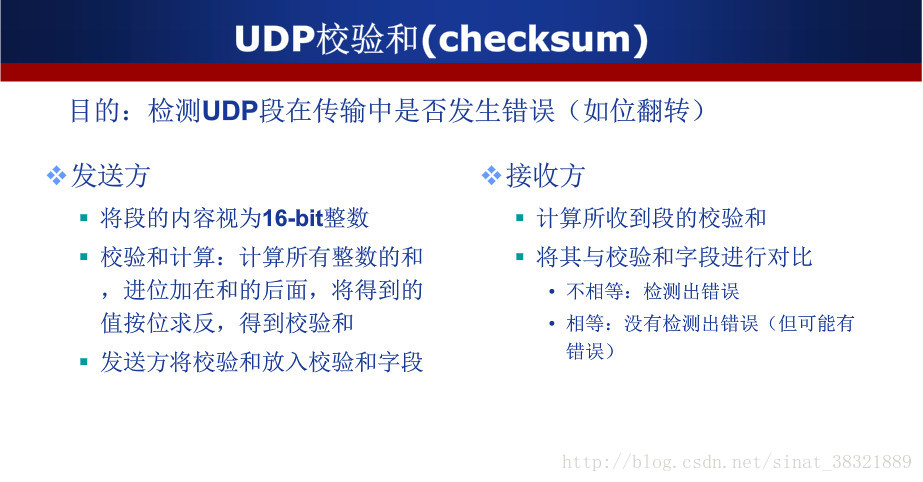 UDP校验和(checksum)
目的：检测UDP段在传输中是否发生错误（如位翻转）
发送方
将段的内容视为16-bit整数
校验和计算：计算所有整数的和
，进位加在和的后面，将得到的
值按位求反，得到校验和
发送方将校验和放入校验和字段
接收方
计算所收到段的校验和
将其与校验和字段进行对比
• 不相等：检测出错误
• 相等：没有检测出错误（但可能有
错误）
http://blog.csdn.net/sinat_38321889